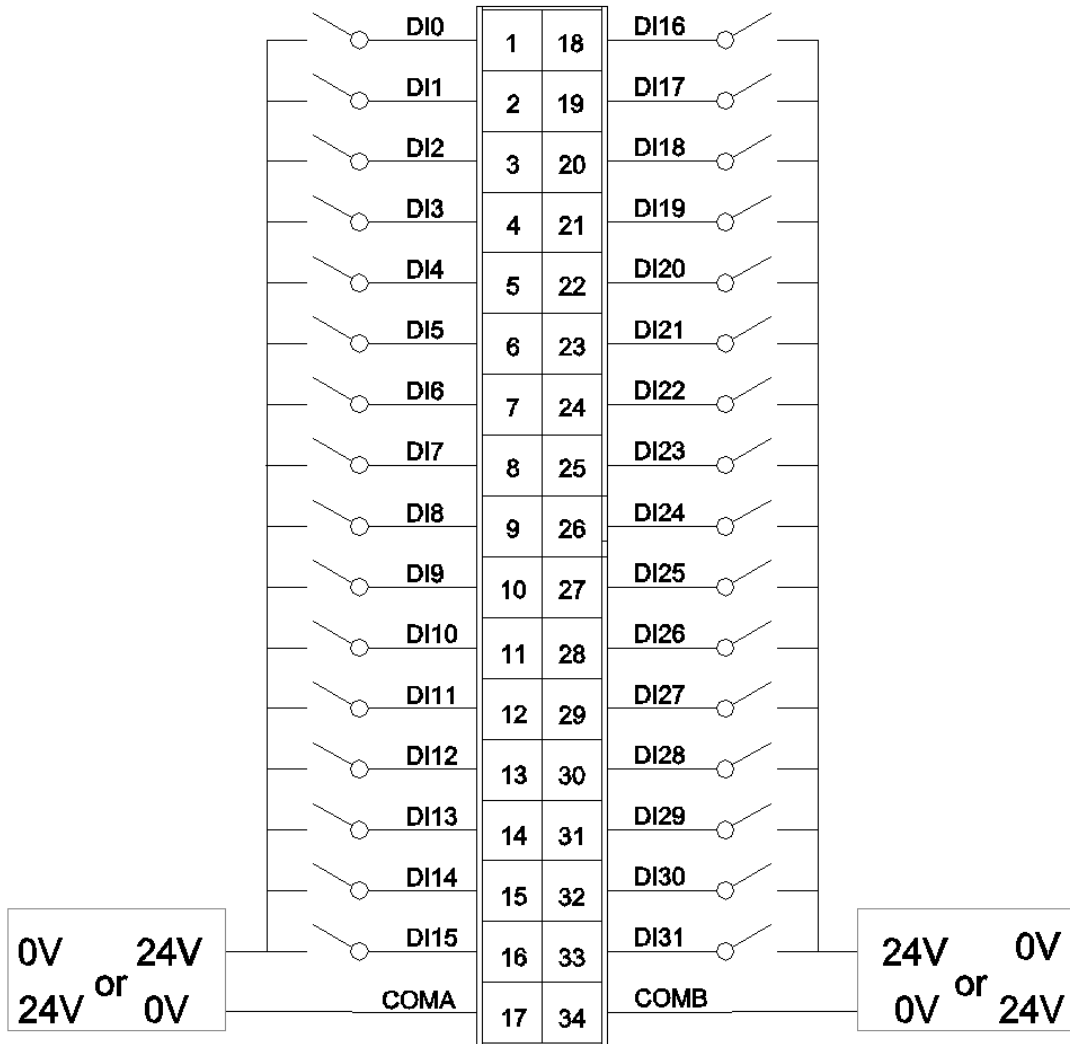 DI0 1 18 DI16
DI1 2 19 DI17
DI2 3 20 DI18
DI3 4 21 DI19
DI4 5 22 DI20
DI5 6 23 DI21
DI6 7 24 DI22
DI7 8 25 DI23
DI8 9 26 DI24
DI9 10 27 DI25
DI10 11 28 DI26
DI11 12 29 DI27
DI12 13 30 DI28
DI13 14 31 DI29
DI14 15 32 DI30
0V 24V DI15 16 33 DI31 24V 0V
or or
24V 0V COMA 17 34 COMB 0V 24V